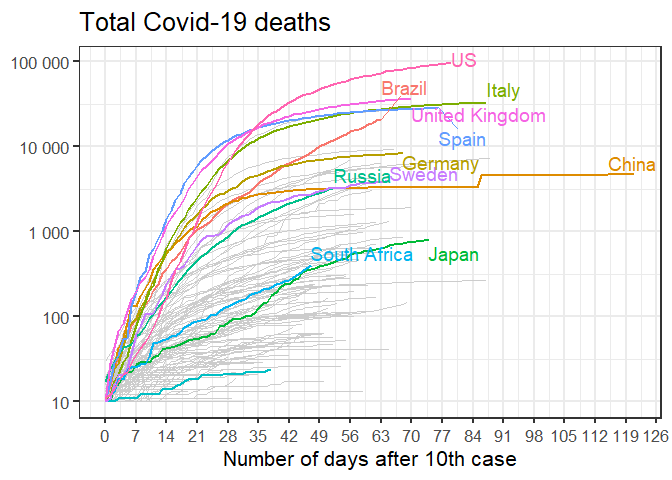 Total Covid-19 deaths
100 000
10 000
1 000
100
10
US
Brazil
Italy
United Kingdom
Spain
Germany
China
Russia
Sweden
South Africa
Japan
0 7 14 21 28 35 42 49 56 63 70 77 84 91 98 105 112 119 126
Number of days after 10th case